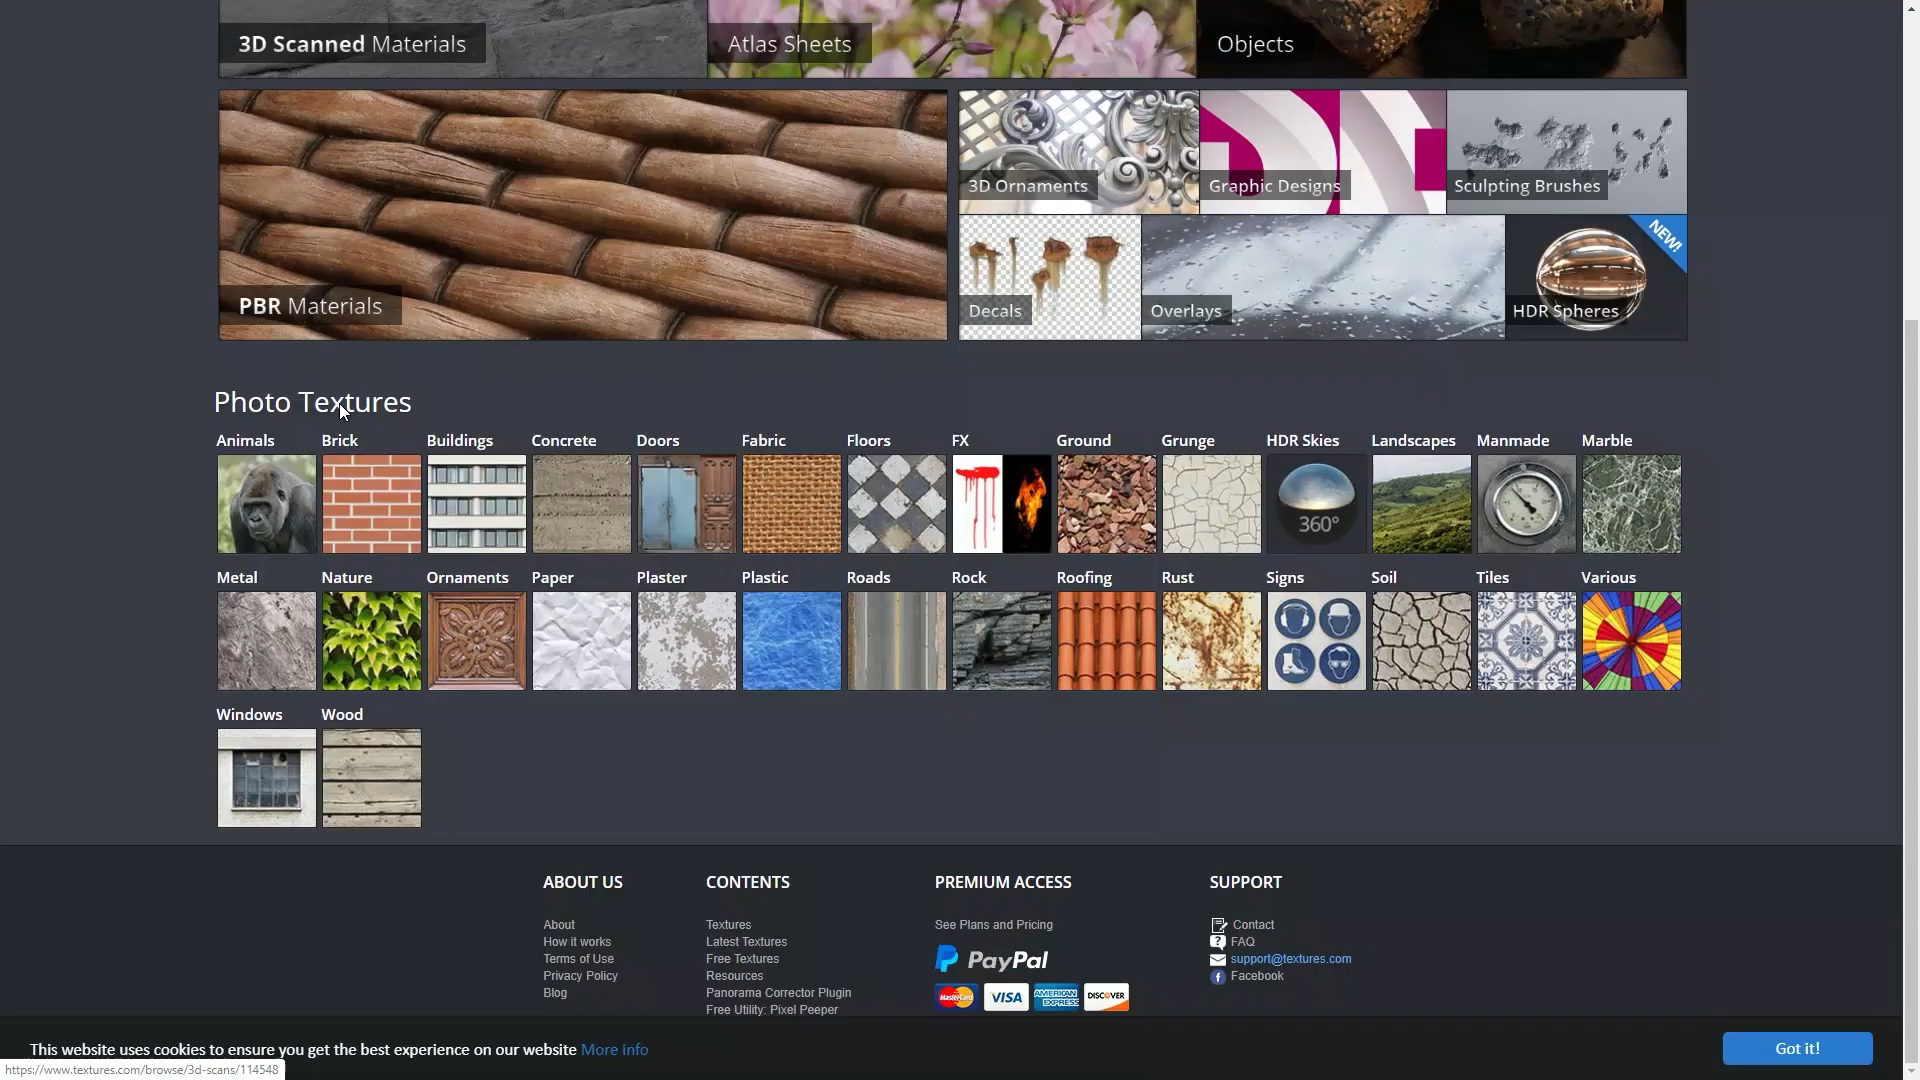 3D Scanned Materials
Atlas Sheets
Objects
3D Ornaments
Graphic Designs
Sculpting Brushes
NEW!
PBR Materials
Decals
Overlays
HDR Spheres
Photo Textures
Animals Brick Buildings Concrete Doors Fabric Floors FX Ground Grunge HDR Skies Landscapes Manmade Marble
360°
Metal Nature Ornaments Paper Plaster Plastic Roads Rock Roofing Rust Signs Soil Tiles Various
Windows Wood
ABOUT US
About
How it works
Terms of Use
Privacy Policy
Blog
CONTENTS
Textures
Latest Textures
Free Textures
Resources
Panorama Corrector Plugin
Free Utility: Pixel Peeper
PREMIUM ACCESS
See Plans and Pricing
PayPal
MasterCard VISA AMERICAN EXPRESS DISCOVER
SUPPORT
Contact
FAQ
support@textures.com
Facebook
This website uses cookies to ensure you get the best experience on our website More info
Got it!
https://www.textures.com/browse/3d-scans/114548